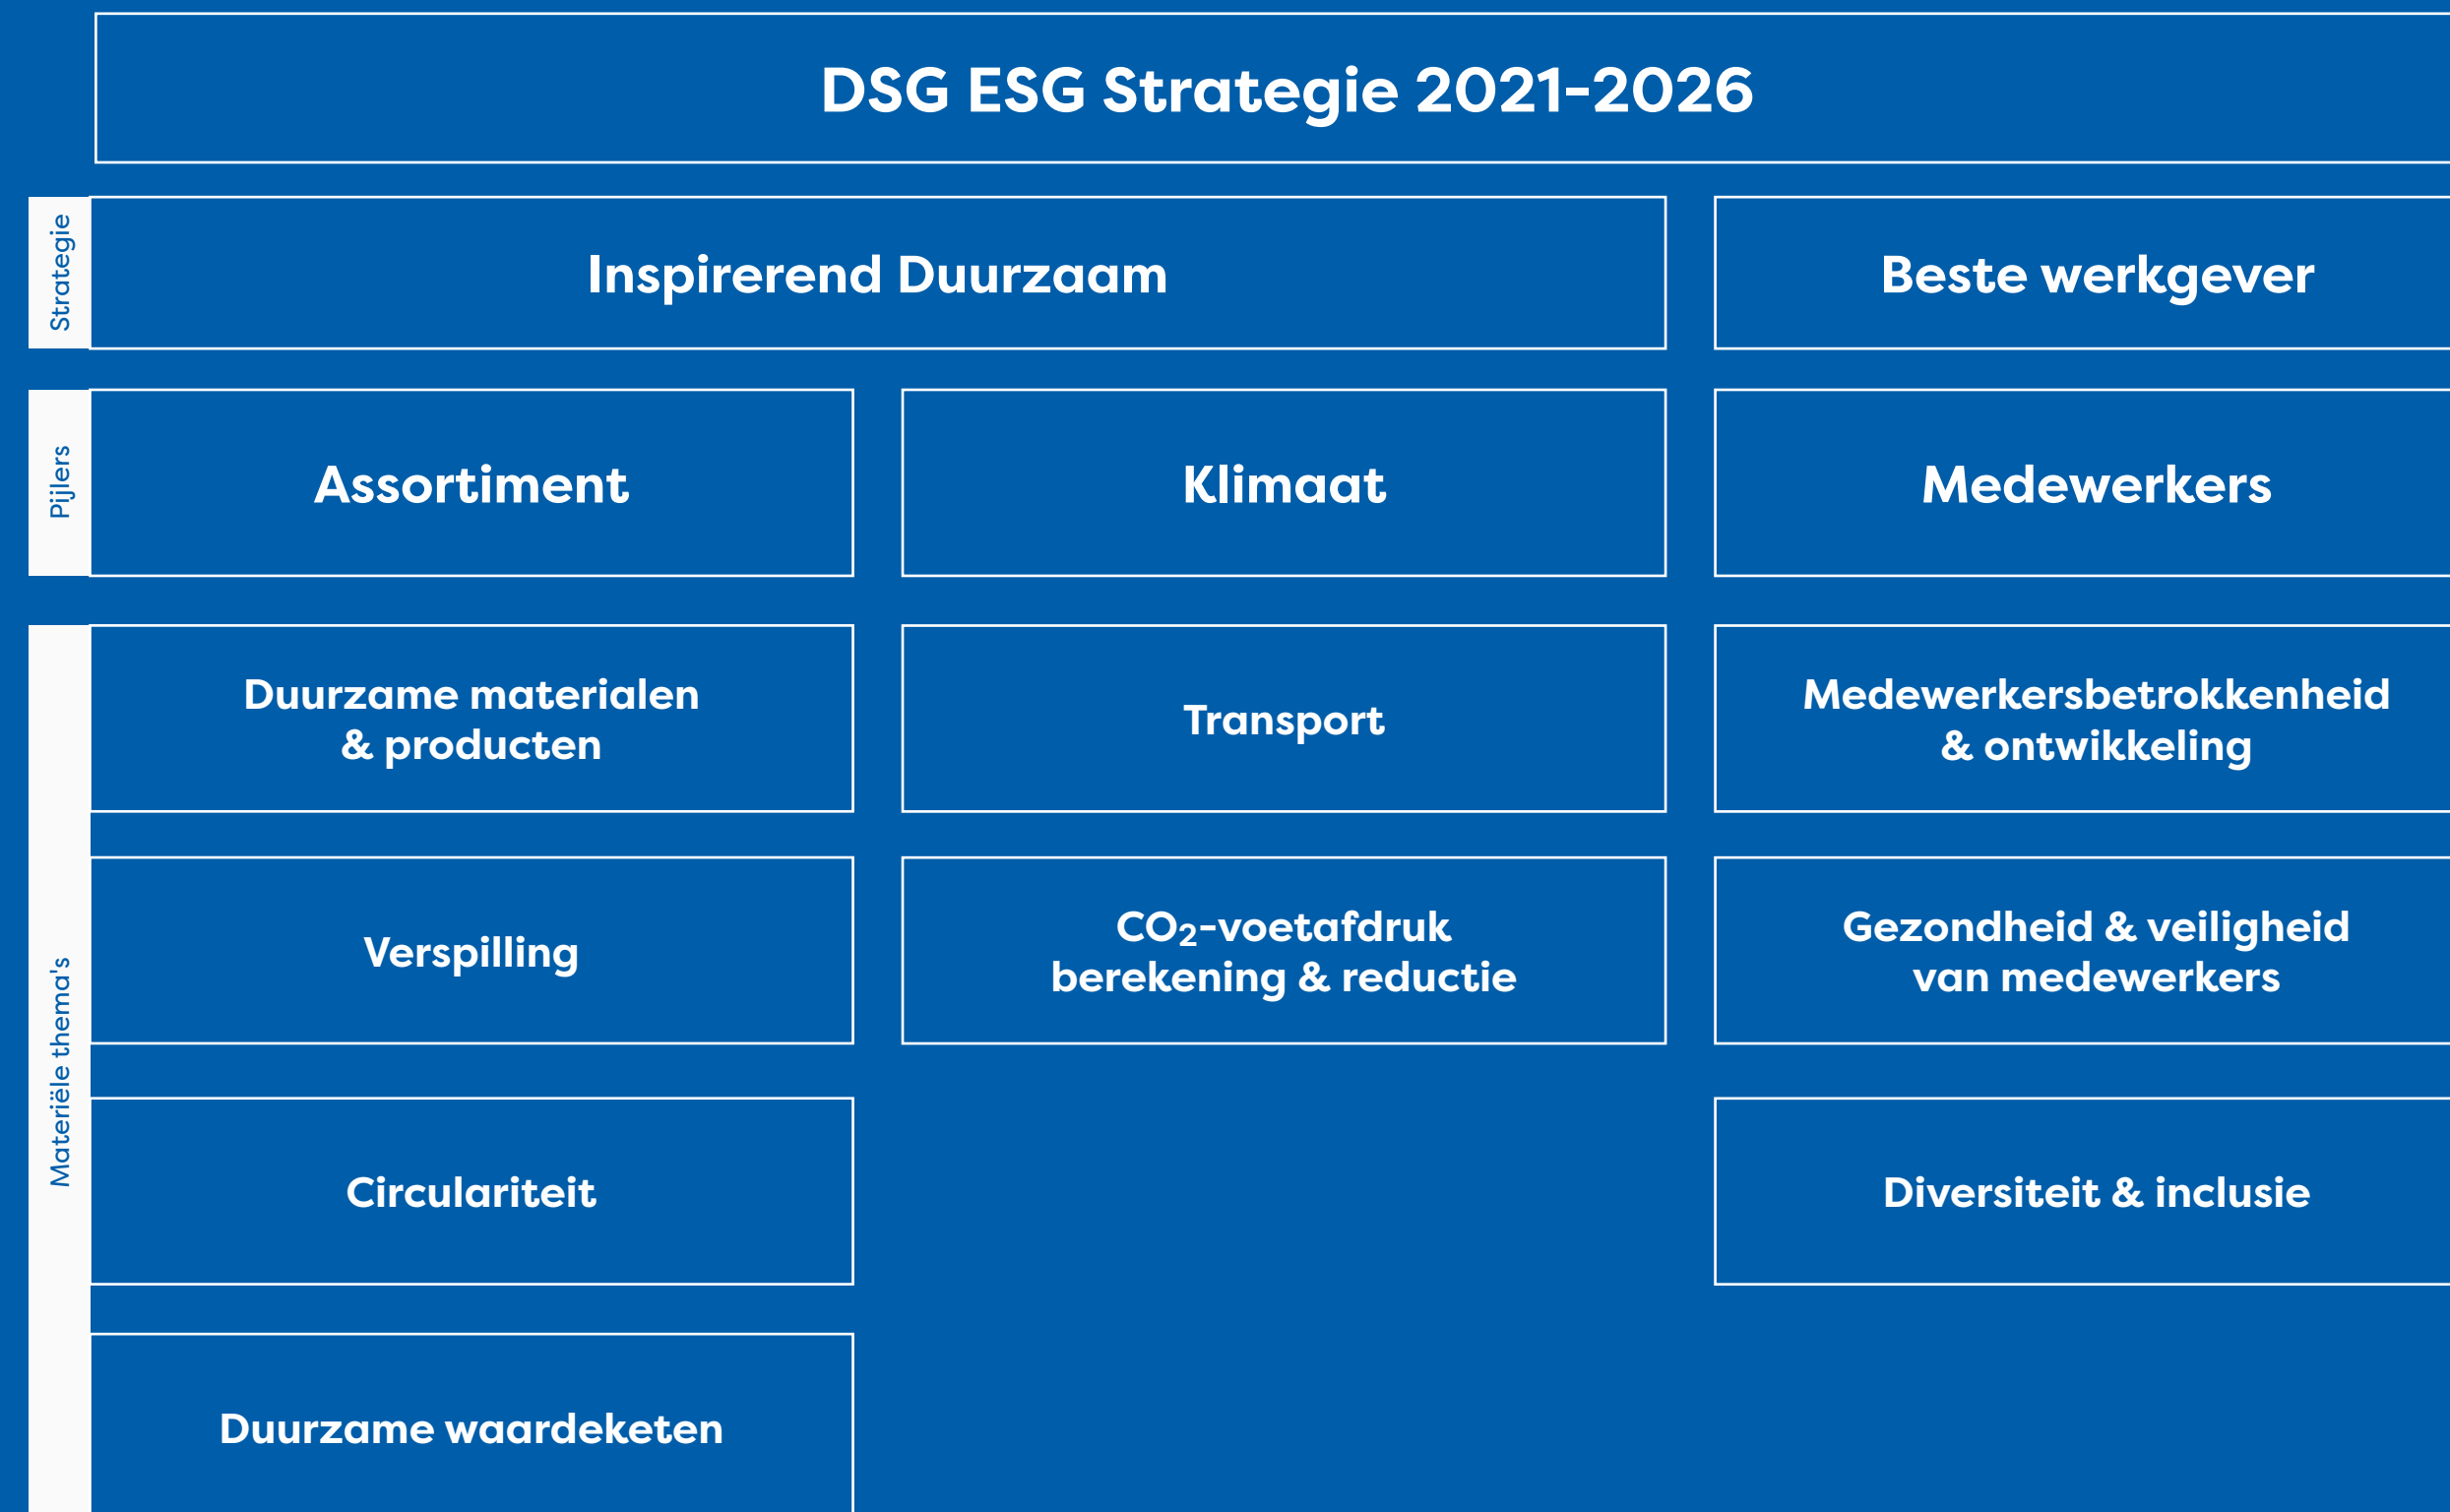 DSG ESG Strategie 2021-2026
Strategie
Inspirerend Duurzaam
Beste werkgever
Pijlers
Assortiment
Klimaat
Medewerkers
Materiële thema's
Duurzame materialen
& producten
Transport
Medewerkersbetrokkenheid
& ontwikkeling
Verspilling
CO₂-voetafdruk
berekening & reductie
Gezondheid & veiligheid
van medewerkers
Circulariteit
Diversiteit & inclusie
Duurzame waardeketen